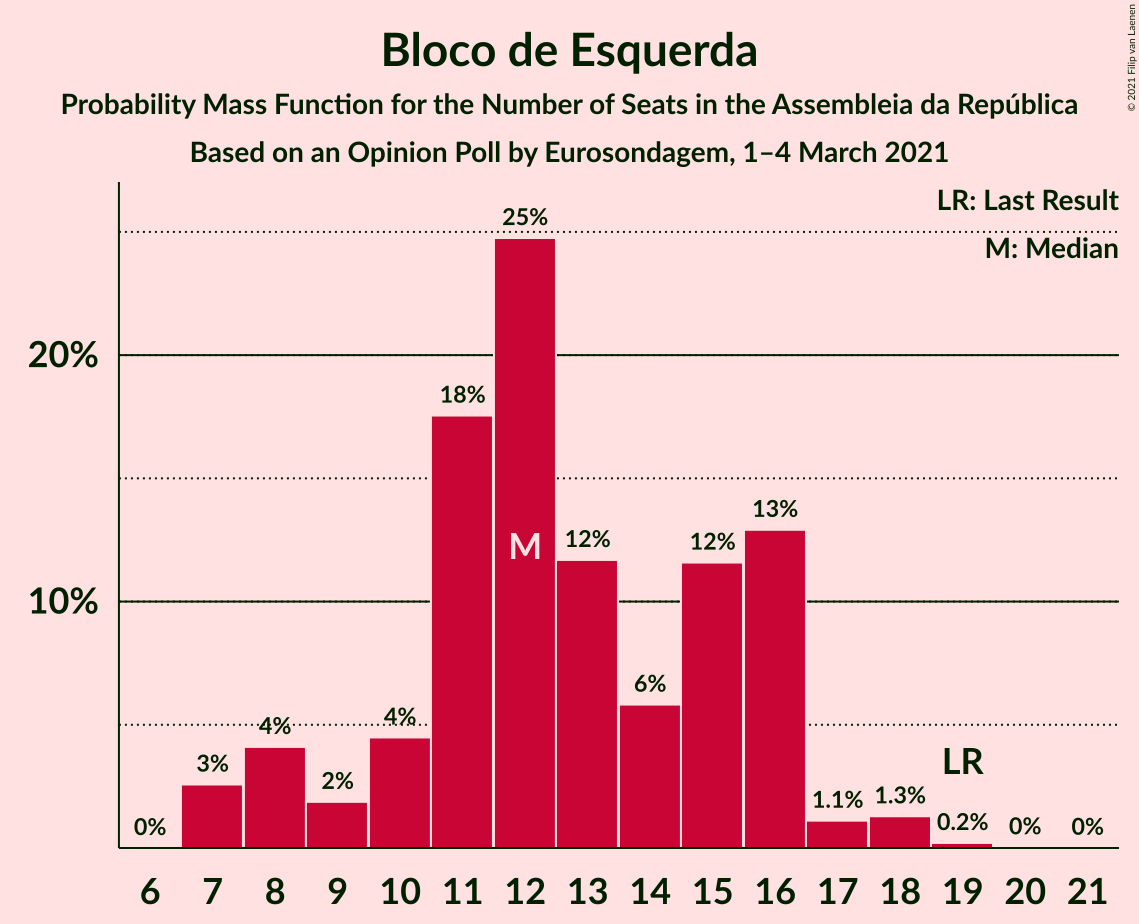 Bloco de Esquerda
Probability Mass Function for the Number of Seats in the Assembleia da República
Based on an Opinion Poll by Eurosondagem, 1–4 March 2021
© 2021 Filip van Laenen
LR: Last Result
M: Median
20%
10%
0%
3%
4%
2%
4%
18%
25%
M
12%
6%
12%
13%
1.1%
1.3%
LR
0.2%
0%
0%
6 7 8 9 10 11 12 13 14 15 16 17 18 19 20 21